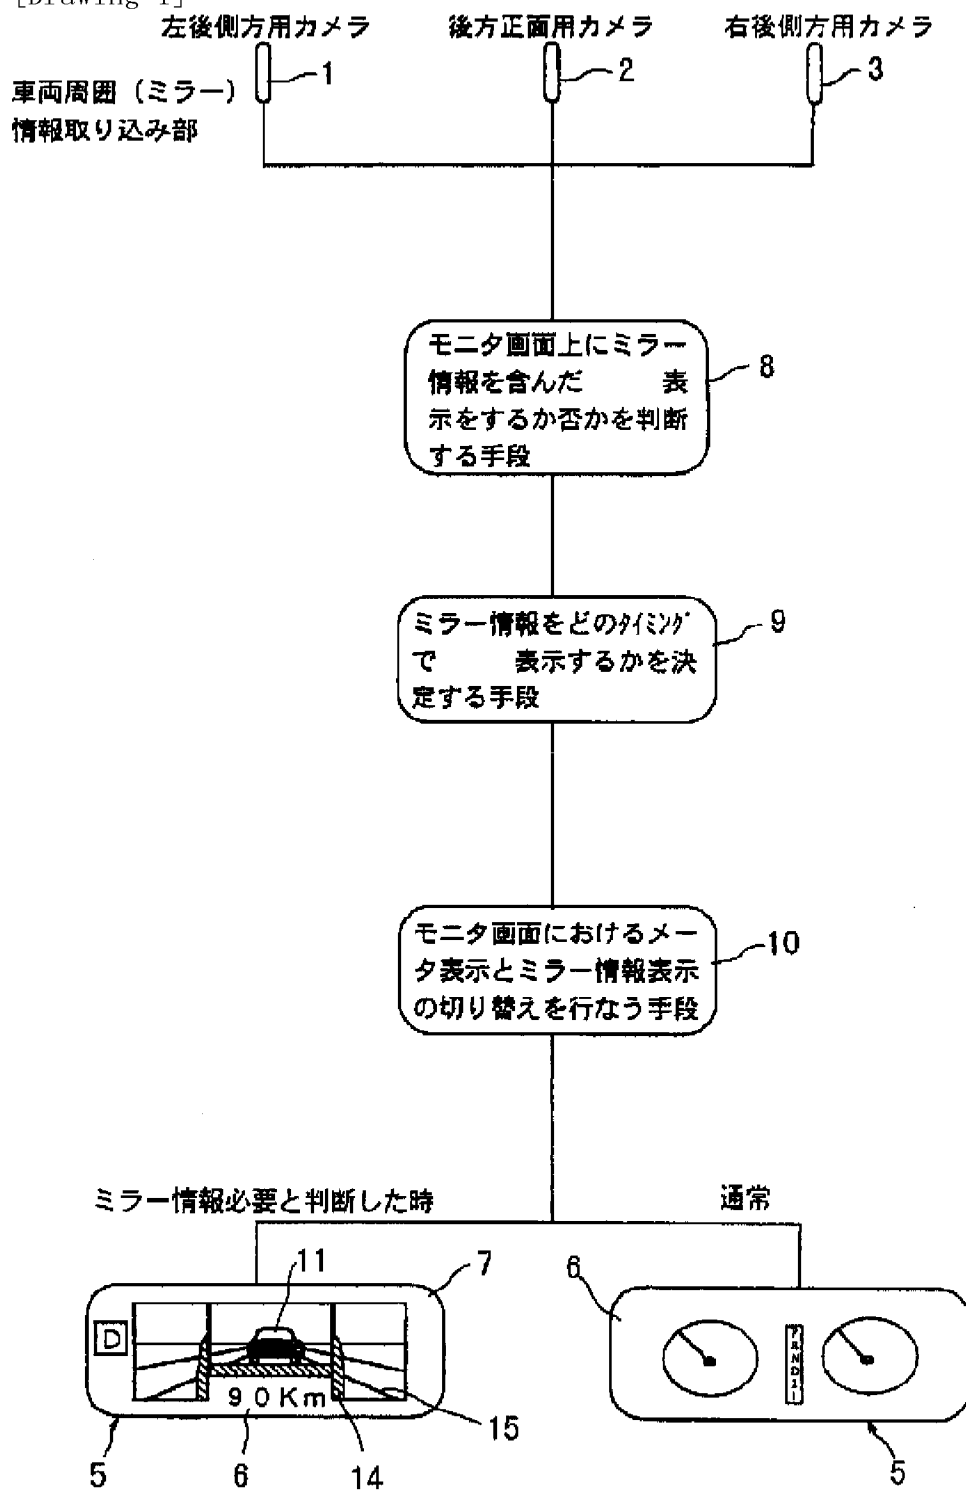 [Drawing 1]
左後側方用カメラ
後方正面用カメラ
右後側方用カメラ
1
2
3
車両周囲（ミラー）
情報取り込み部
モニタ画面上にミラー
情報を含んだ　　　表
示をするか否かを判断
する手段
8
ミラー情報をどのﾀｲﾐﾝｸﾞ
で　　　表示するかを決
定する手段
9
モニタ画面におけるメー
タ表示とミラー情報表示
の切り替えを行なう手段
10
ミラー情報必要と判断した時
通常
11
7
6
D
90Km
15
5
6
14
5